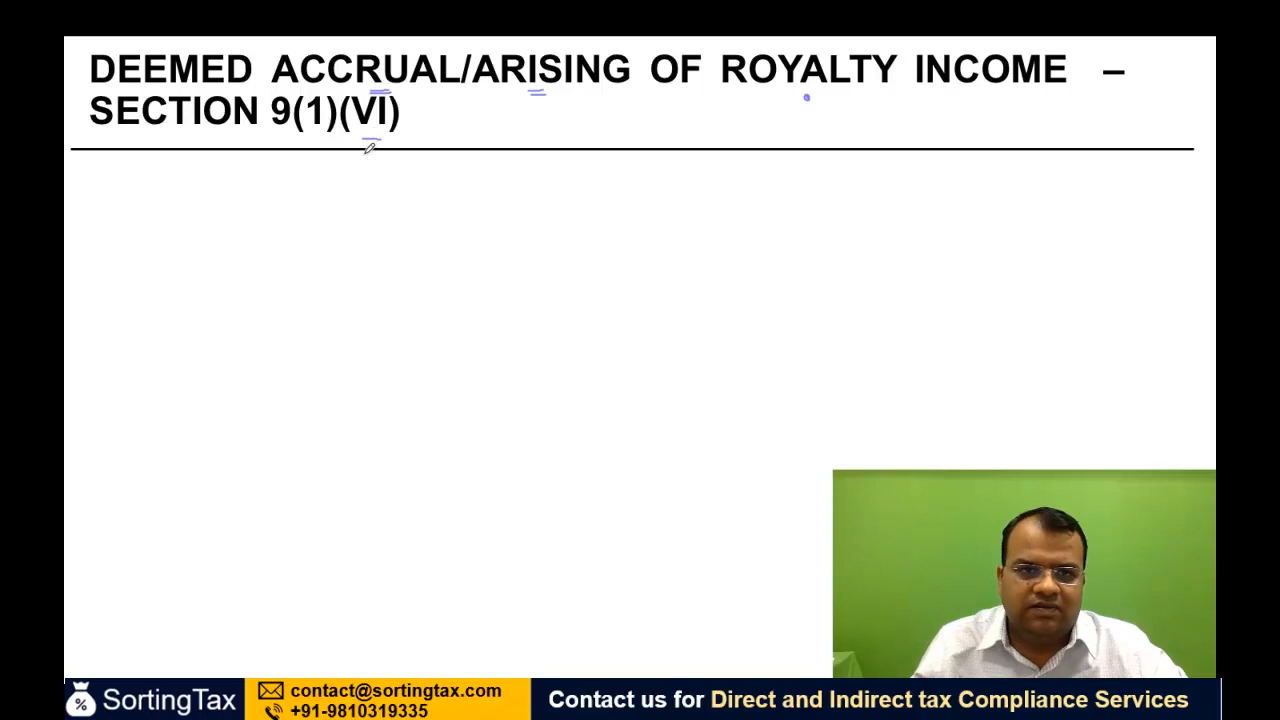 DEEMED ACCRUAL/ARISING OF ROYALTY INCOME –
SECTION 9(1)(VI)
SortingTax
contact@sortingtax.com
+91-9810319335
Contact us for Direct and Indirect tax Compliance Services